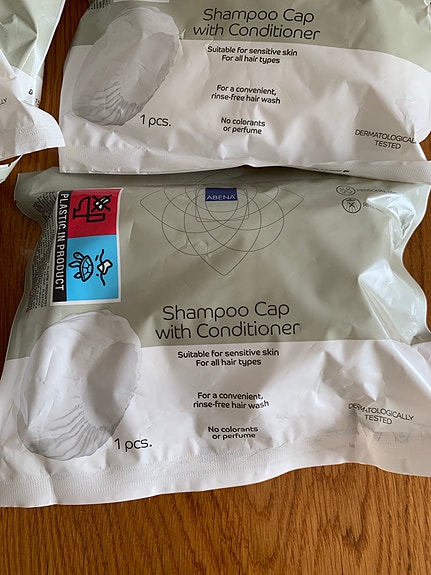 Shampoo Cap
with Conditioner
Suitable for sensitive skin
For all hair types
For a convenient,
rinse-free hair wash
No colorants
or perfume
1 pcs.
DERMATOLOGICALLY
TESTED
ABENA
PLASTIC IN PRODUCT
Shampoo Cap
with Conditioner
Suitable for sensitive skin
For all hair types
For a convenient,
rinse-free hair wash
No colorants
or perfume
1 pcs.
DERMATOLOGICALLY
TESTED